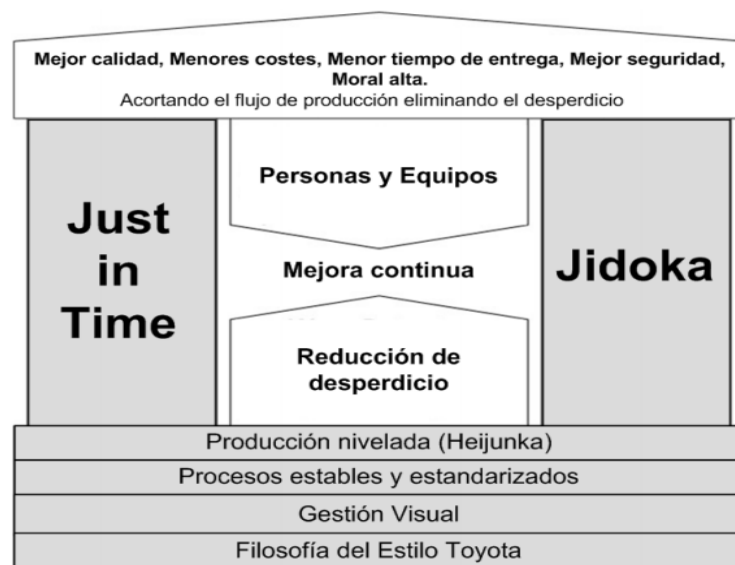 Mejor calidad, Menores costes, Menor tiempo de entrega, Mejor seguridad,
Moral alta.
Acortando el flujo de producción eliminando el desperdicio
Just
in
Time
Personas y Equipos
Mejora continua
Reducción de
desperdicio
Jidoka
Producción nivelada (Heijunka)
Procesos estables y estandarizados
Gestión Visual
Filosofía del Estilo Toyota